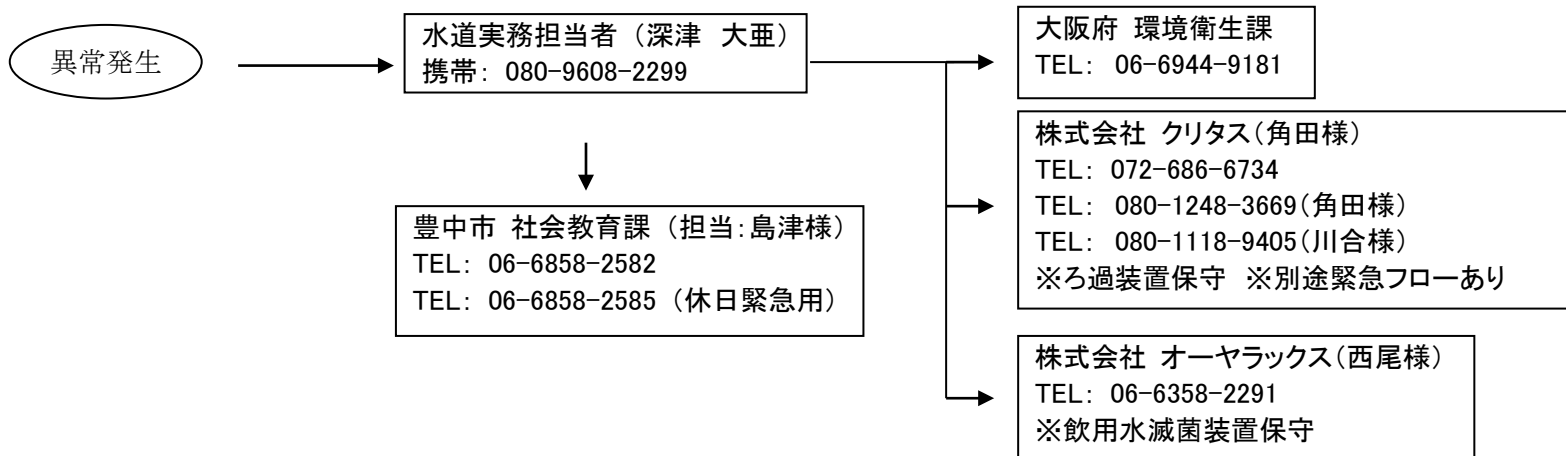 異常発生
水道実務担当者（深津　大亜）
携帯： 080-9608-2299
豊中市 社会教育課（担当：島津様）
TEL： 06-6858-2582
TEL： 06-6858-2585（休日緊急用）
大阪府 環境衛生課
TEL： 06-6944-9181
株式会社 クリタス（角田様）
TEL： 072-686-6734
TEL： 080-1248-3669（角田様）
TEL： 080-1118-9405（川合様）
※ろ過装置保守　※別途緊急フローあり
株式会社 オーヤラックス（西尾様）
TEL： 06-6358-2291
※飲用水滅菌装置保守